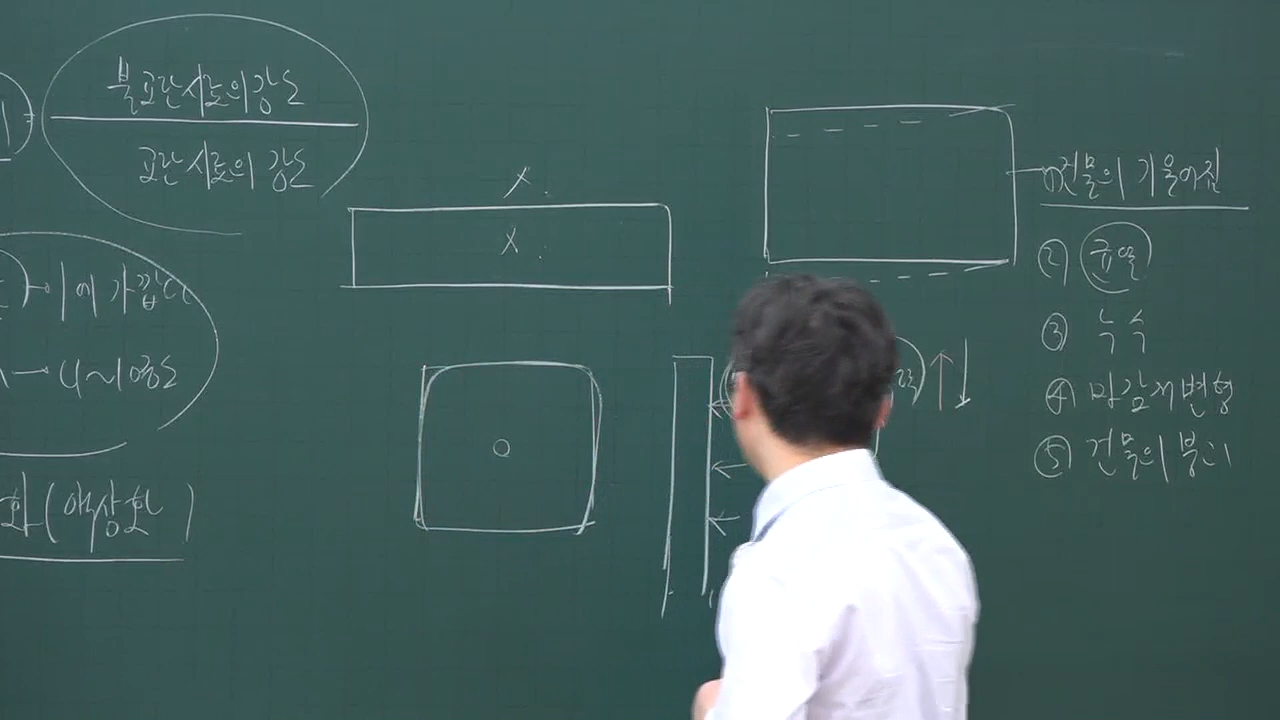 불교란시료의강도
교란시료의 강도
1에 가깝다
4~10정도
화(액상화)
x
x
①건물의 기울어짐
② 균열
③ 누수
④ 마감재변형
⑤ 건물의 붕괴